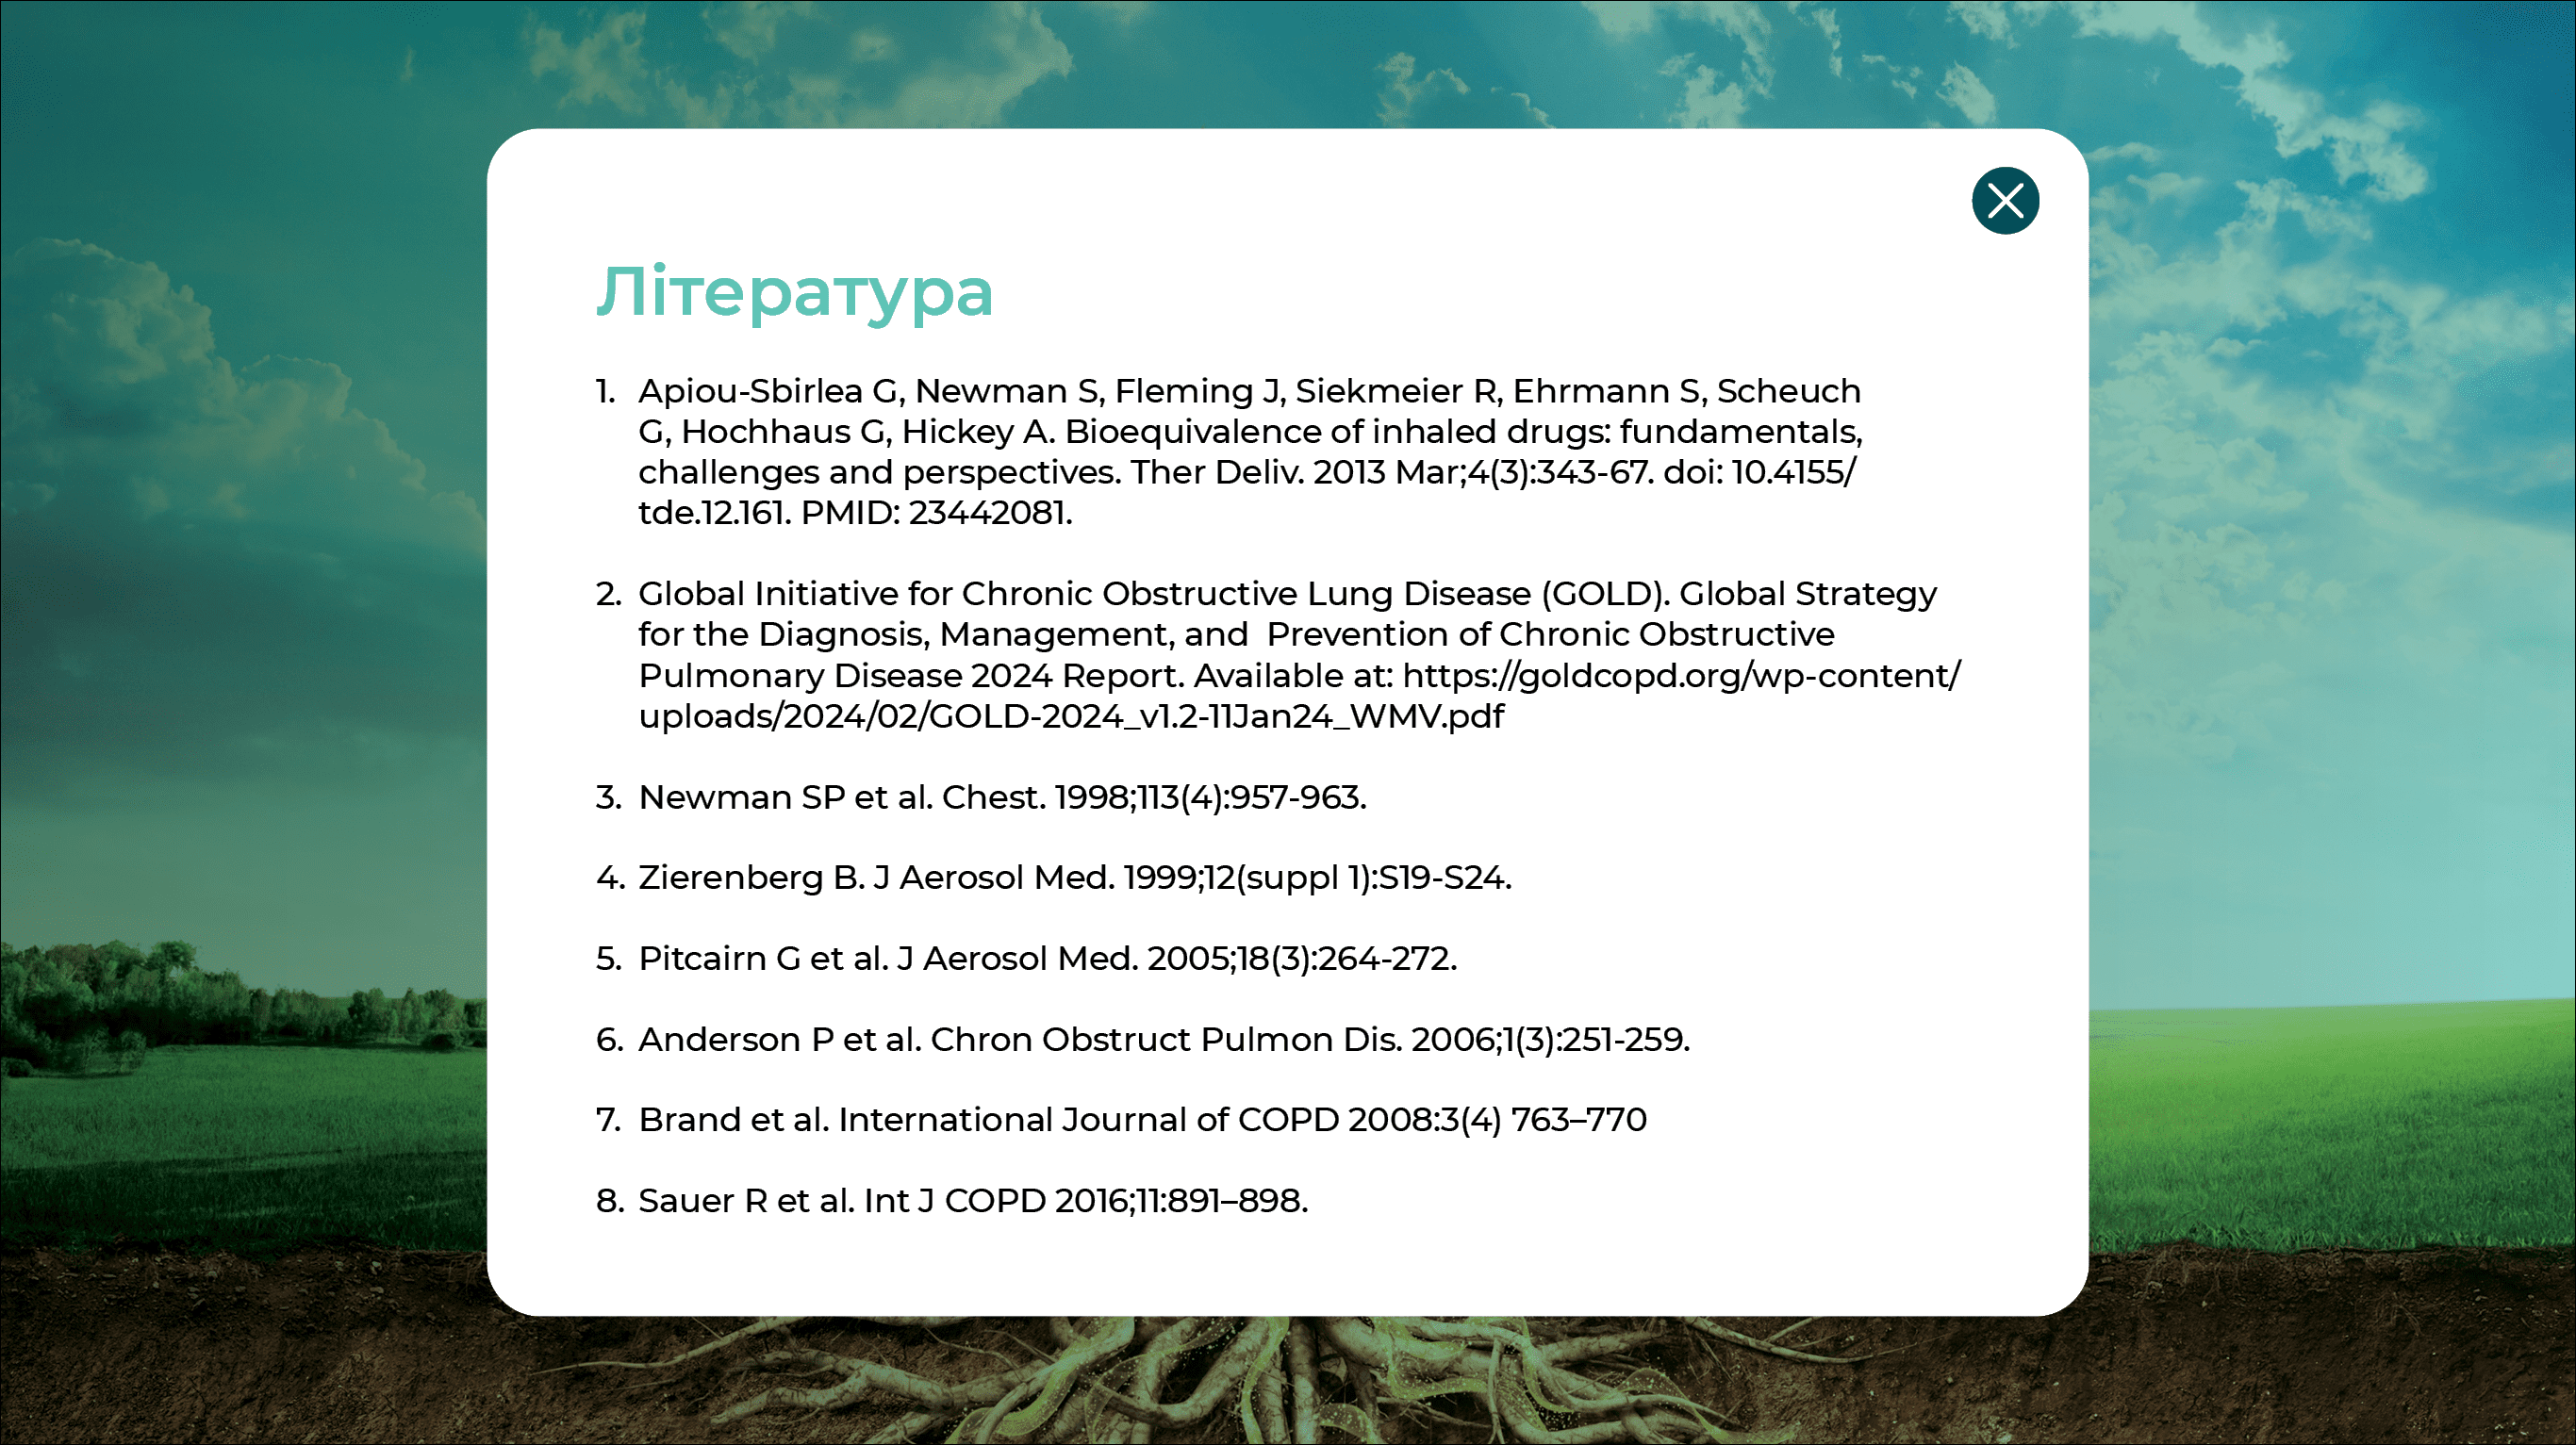 Література
1. Apiou-Sbirlea G, Newman S, Fleming J, Siekmeier R, Ehrmann S, Scheuch
G, Hochhaus G, Hickey A. Bioequivalence of inhaled drugs: fundamentals,
challenges and perspectives. Ther Deliv. 2013 Mar;4(3):343-67. doi: 10.4155/
tde.12.161. PMID: 23442081.
2. Global Initiative for Chronic Obstructive Lung Disease (GOLD). Global Strategy
for the Diagnosis, Management, and  Prevention of Chronic Obstructive
Pulmonary Disease 2024 Report. Available at: https://goldcopd.org/wp-content/
uploads/2024/02/GOLD-2024_v1.2-11Jan24_WMV.pdf
3. Newman SP et al. Chest. 1998;113(4):957-963.
4. Zierenberg B. J Aerosol Med. 1999;12(suppl 1):S19-S24.
5. Pitcairn G et al. J Aerosol Med. 2005;18(3):264-272.
6. Anderson P et al. Chron Obstruct Pulmon Dis. 2006;1(3):251-259.
7. Brand et al. International Journal of COPD 2008:3(4) 763–770
8. Sauer R et al. Int J COPD 2016;11:891–898.